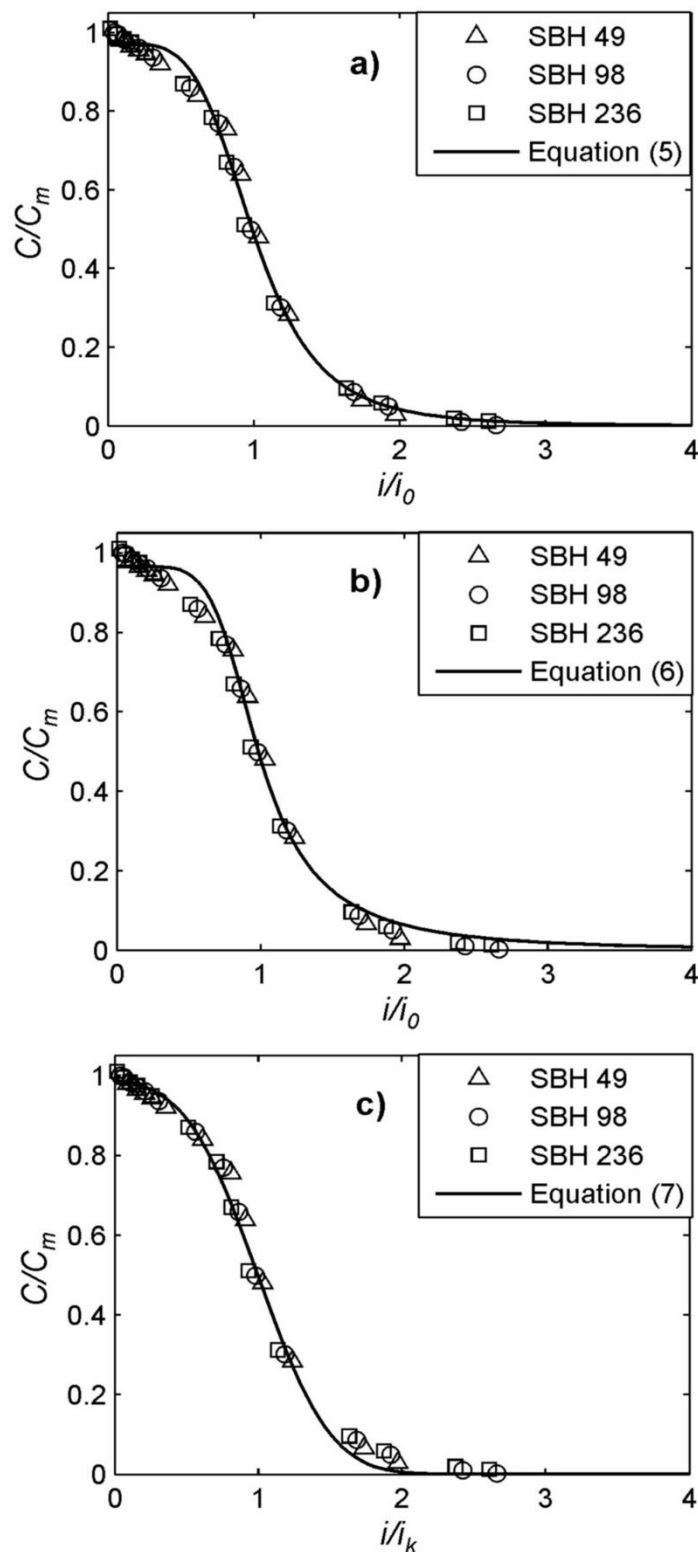 a)
SBH 49
SBH 98
SBH 236
Equation (5)
1
0.8
0.6
0.4
0.2
0
C/Cm
0 1 2 3 4
i/i0
b)
SBH 49
SBH 98
SBH 236
Equation (6)
1
0.8
0.6
0.4
0.2
0
C/Cm
0 1 2 3 4
i/i0
c)
SBH 49
SBH 98
SBH 236
Equation (7)
1
0.8
0.6
0.4
0.2
0
C/Cm
0 1 2 3 4
i/ik